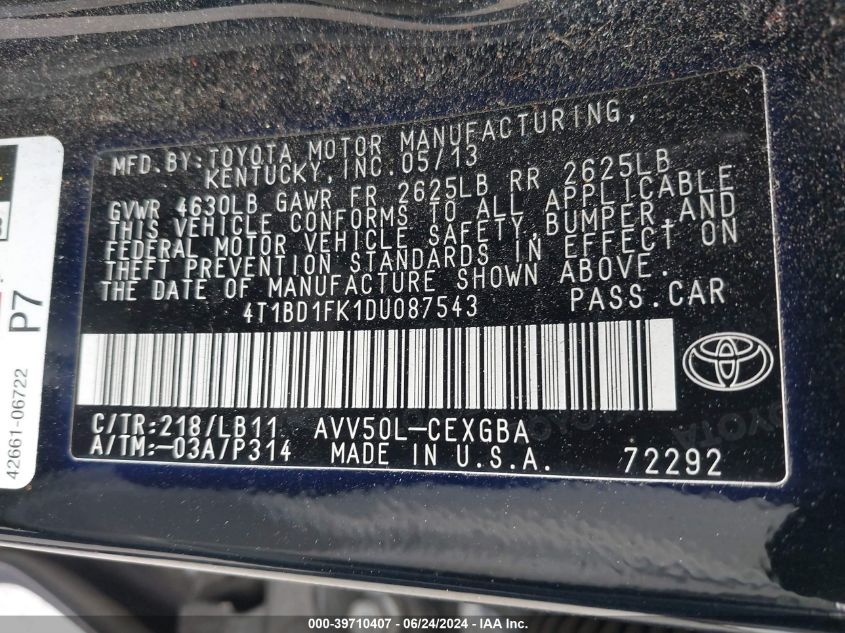 MFD.BY:TOYOTA MOTOR MANUFACTURING,
KENTUCKY, INC.05/13
GVWR 4630LB GAWR FR 2625LB RR 2625LB
THIS VEHICLE CONFORMS TO ALL APPLICABLE
FEDERAL MOTOR VEHICLE SAFETY,BUMPER,AND
THEFT PREVENTION STANDARDS IN EFFECT ON
THE DATE OF MANUFACTURE SHOWN ABOVE.
4T1BD1FK1DU087543 PASS.CAR
C/TR:218/LB11 AVV50L-CEXGBA
A/TM:-03A/P314 MADE IN U.S.A. 72292
P7
42661-06722
000-39710407 / 06/24/2024 / IAAI.com